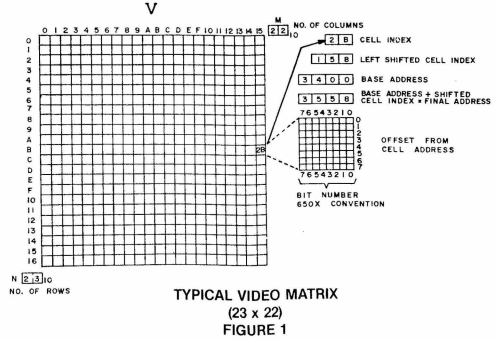 V
M
2 2 10 NO. OF COLUMNS
0 1 2 3 4 5 6 7 8 9 A B C D E F 10 11 12 13 14 15
2 B CELL INDEX
1 5 8 LEFT SHIFTED CELL INDEX
3 4 0 0 BASE ADDRESS
3 5 5 8 BASE ADDRESS + SHIFTED
CELL INDEX = FINAL ADDRESS
7 6 5 4 3 2 1 0
0
1
2
3
4
5
6
7
OFFSET FROM
CELL ADDRESS
7 6 5 4 3 2 1 0
BIT NUMBER
650X CONVENTION
0
1
2
3
4
5
6
7
8
9
A
B
2B
C
D
E
F
10
11
12
13
14
15
16
N 2 3 10
NO. OF ROWS
TYPICAL VIDEO MATRIX
(23 x 22)
FIGURE 1